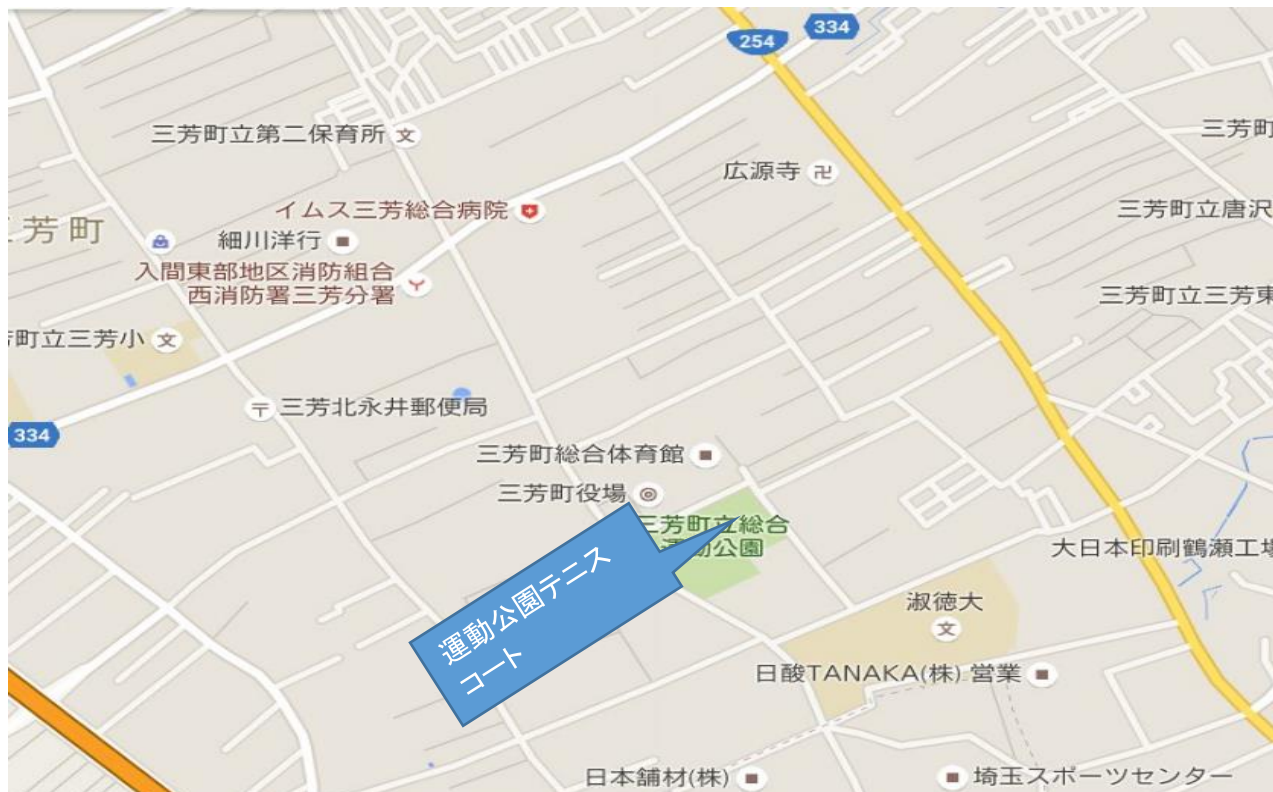 334
254
三芳町立第二保育所
文
三芳町
広源寺
卍
イムス三芳総合病院
三芳町立唐沢
芳町
細川洋行
入間東部地区消防組合
西消防署三芳分署
三芳町立三芳東
町立三芳小
文
〒
三芳北永井郵便局
334
三芳町総合体育館
三芳町役場
三芳町立総合
運動公園
大日本印刷鶴瀬工場
運動公園テニス
コート
淑徳大
文
日酸TANAKA(株) 営業
日本舗材(株)
埼玉スポーツセンター